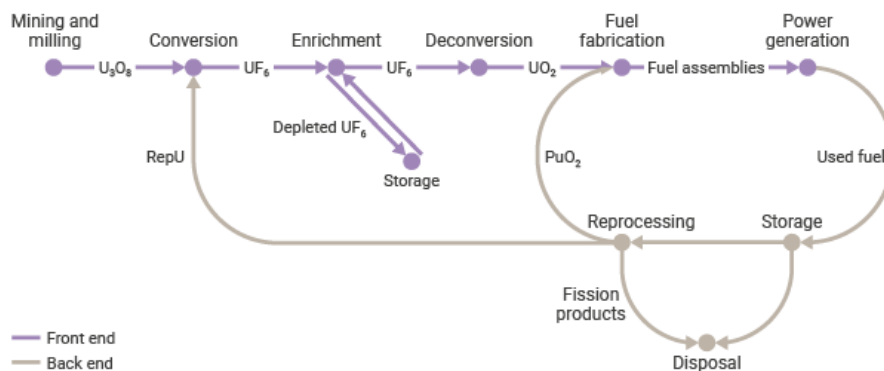 Mining and
milling
Conversion
Enrichment
Deconversion
Fuel
fabrication
Power
generation
U₃O₈
UF₆
UF₆
UO₂
Fuel assemblies
Depleted UF₆
Storage
RepU
PuO₂
Used fuel
Reprocessing
Storage
Fission
products
Disposal
Front end
Back end